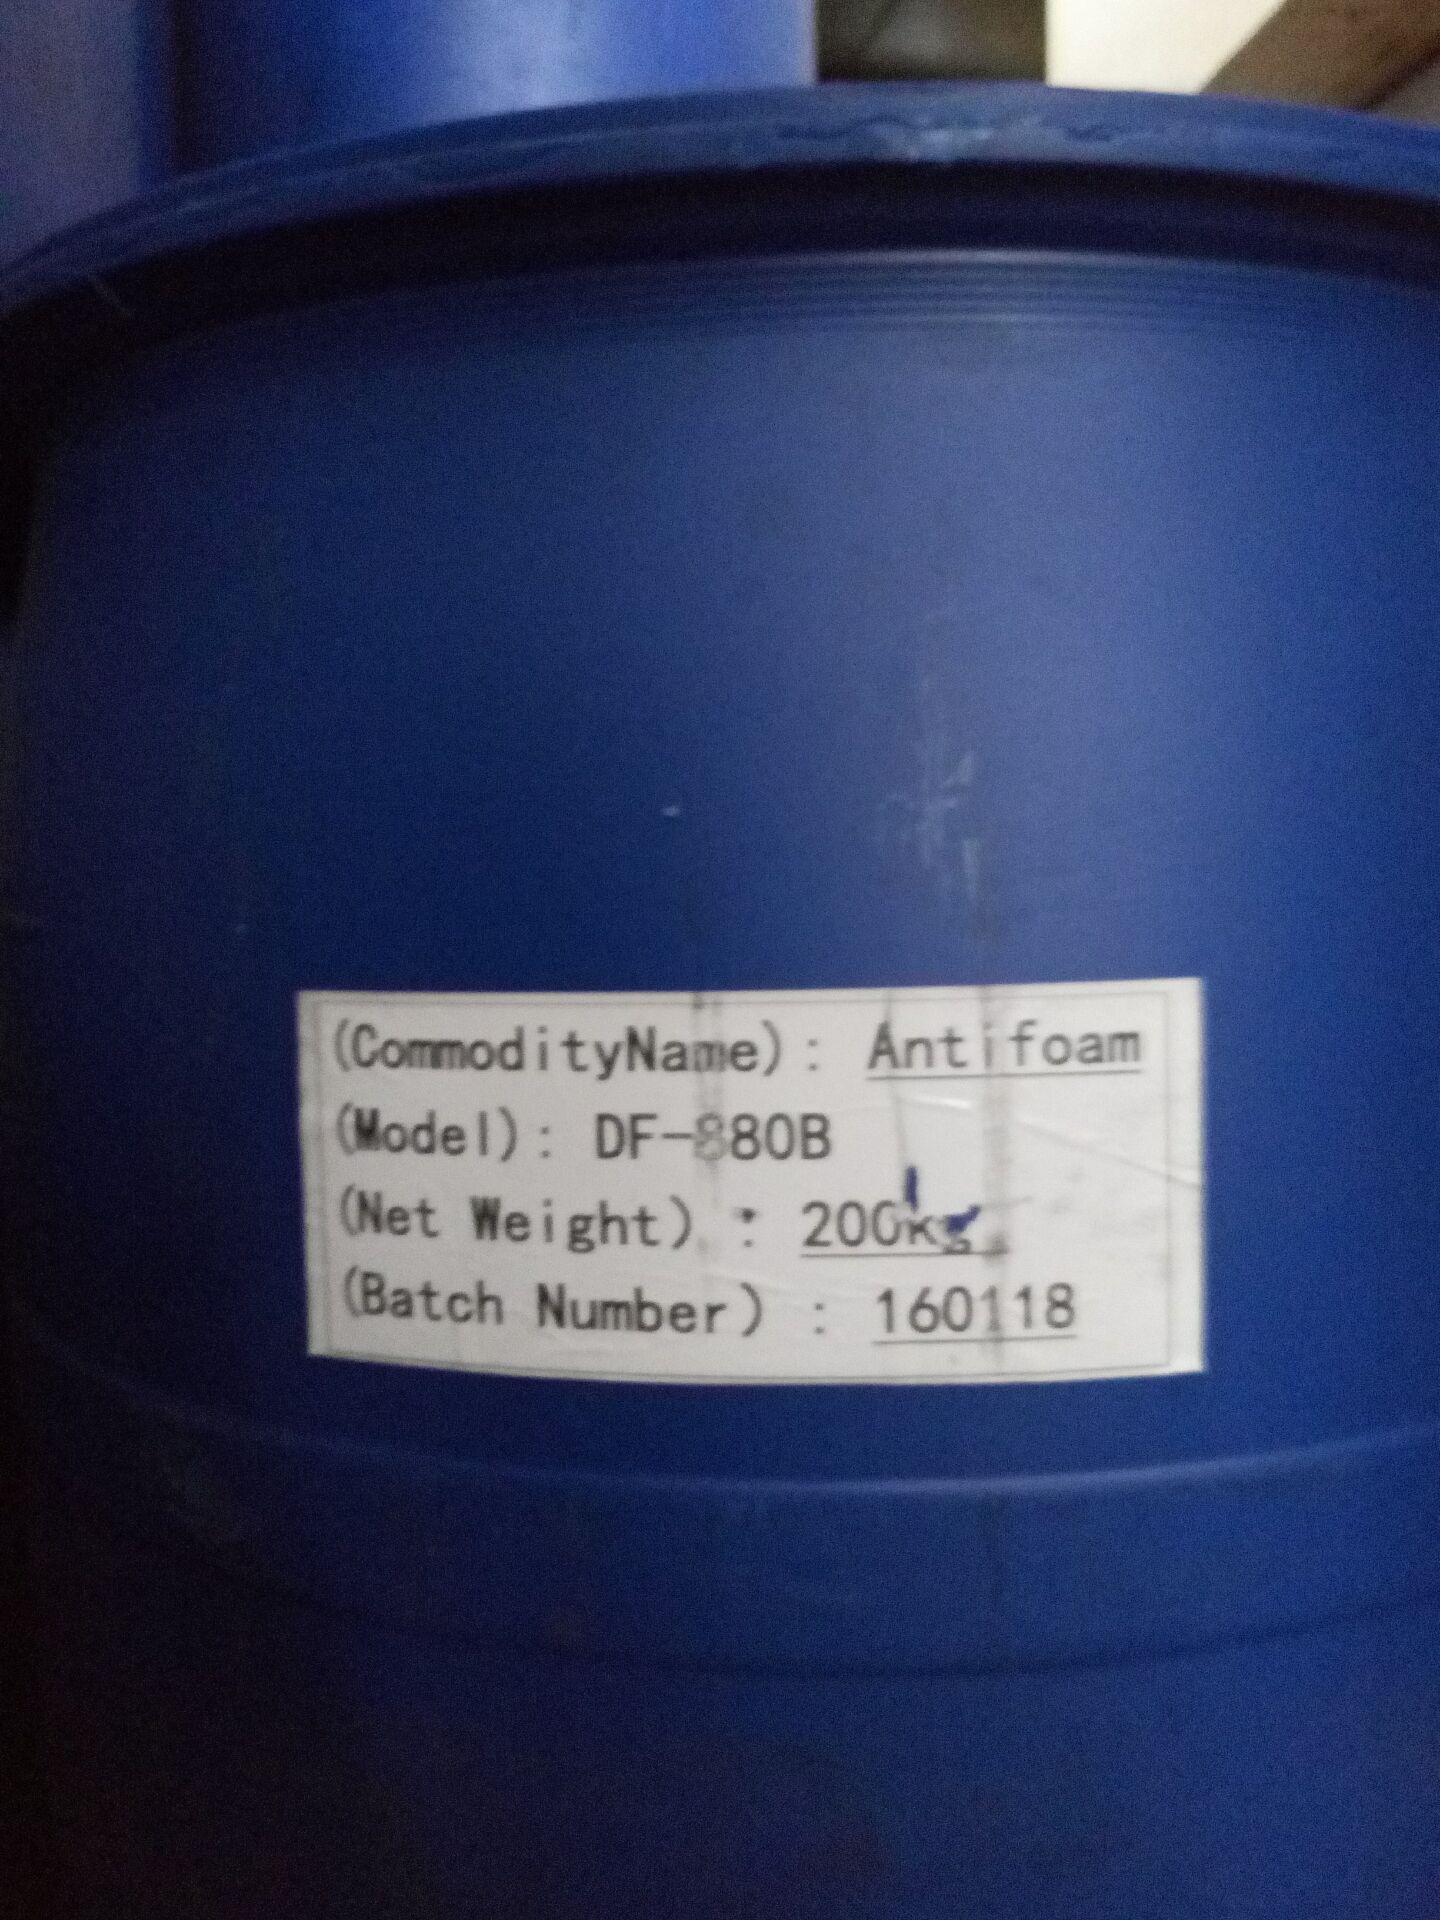 (CommodityName): Antifoam
(Model): DF-880B
(Net Weight) : 200kg
(Batch Number) : 160118